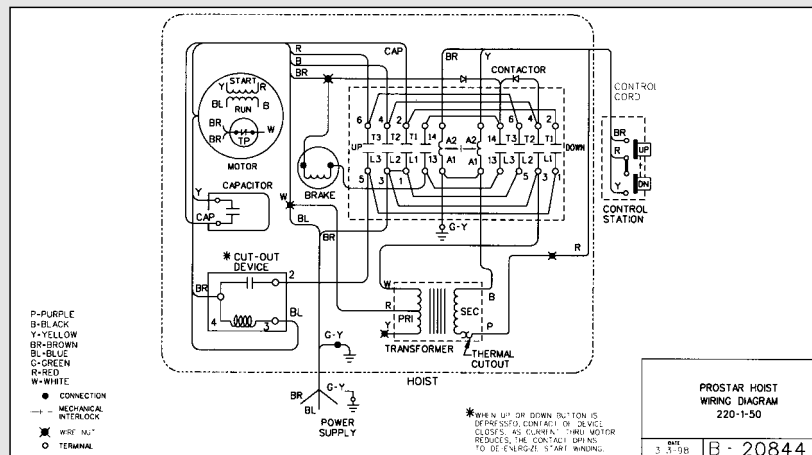 R
B
BR
CAP
BR
Y
CONTACTOR
CONTROL
CORD
START
Y
R
BL
RUN
B
BR
BR
TP
W
MOTOR
6
4
2
14
14
6
4
2
T3
T2
T1
A2
A2
T3
T2
T1
UP
DOWN
L3
L2
L1
13
A1
A1
13
L3
L2
L1
5
3
1
5
3
1
BR
R
Y
UP
DN
CONTROL
STATION
CAPACITOR
Y
CAP
BRAKE
W
BL
BR
G-Y
R
* CUT-OUT
DEVICE
2
BR
BL
4
3
W
R
PRI
Y
SEC
B
P
TRANSFORMER
THERMAL
CUTOUT
G-Y
HOIST
P-PURPLE
B-BLACK
Y-YELLOW
BR-BROWN
BL-BLUE
G-GREEN
R-RED
W-WHITE
CONNECTION
MECHANICAL
INTERLOCK
WIRE NUT
TERMINAL
BR
G-Y
BL
POWER
SUPPLY
*WHEN UP OR DOWN BUTTON IS
DEPRESSED, CONTACT OF DEVICE
CLOSES. AS CURRENT THRU MOTOR
REDUCES, THE CONTACT OPENS
TO DE-ENERGIZE START WINDING.
PROSTAR HOIST
WIRING DIAGRAM
220-1-50
DATE
3-3-98
B - 20844